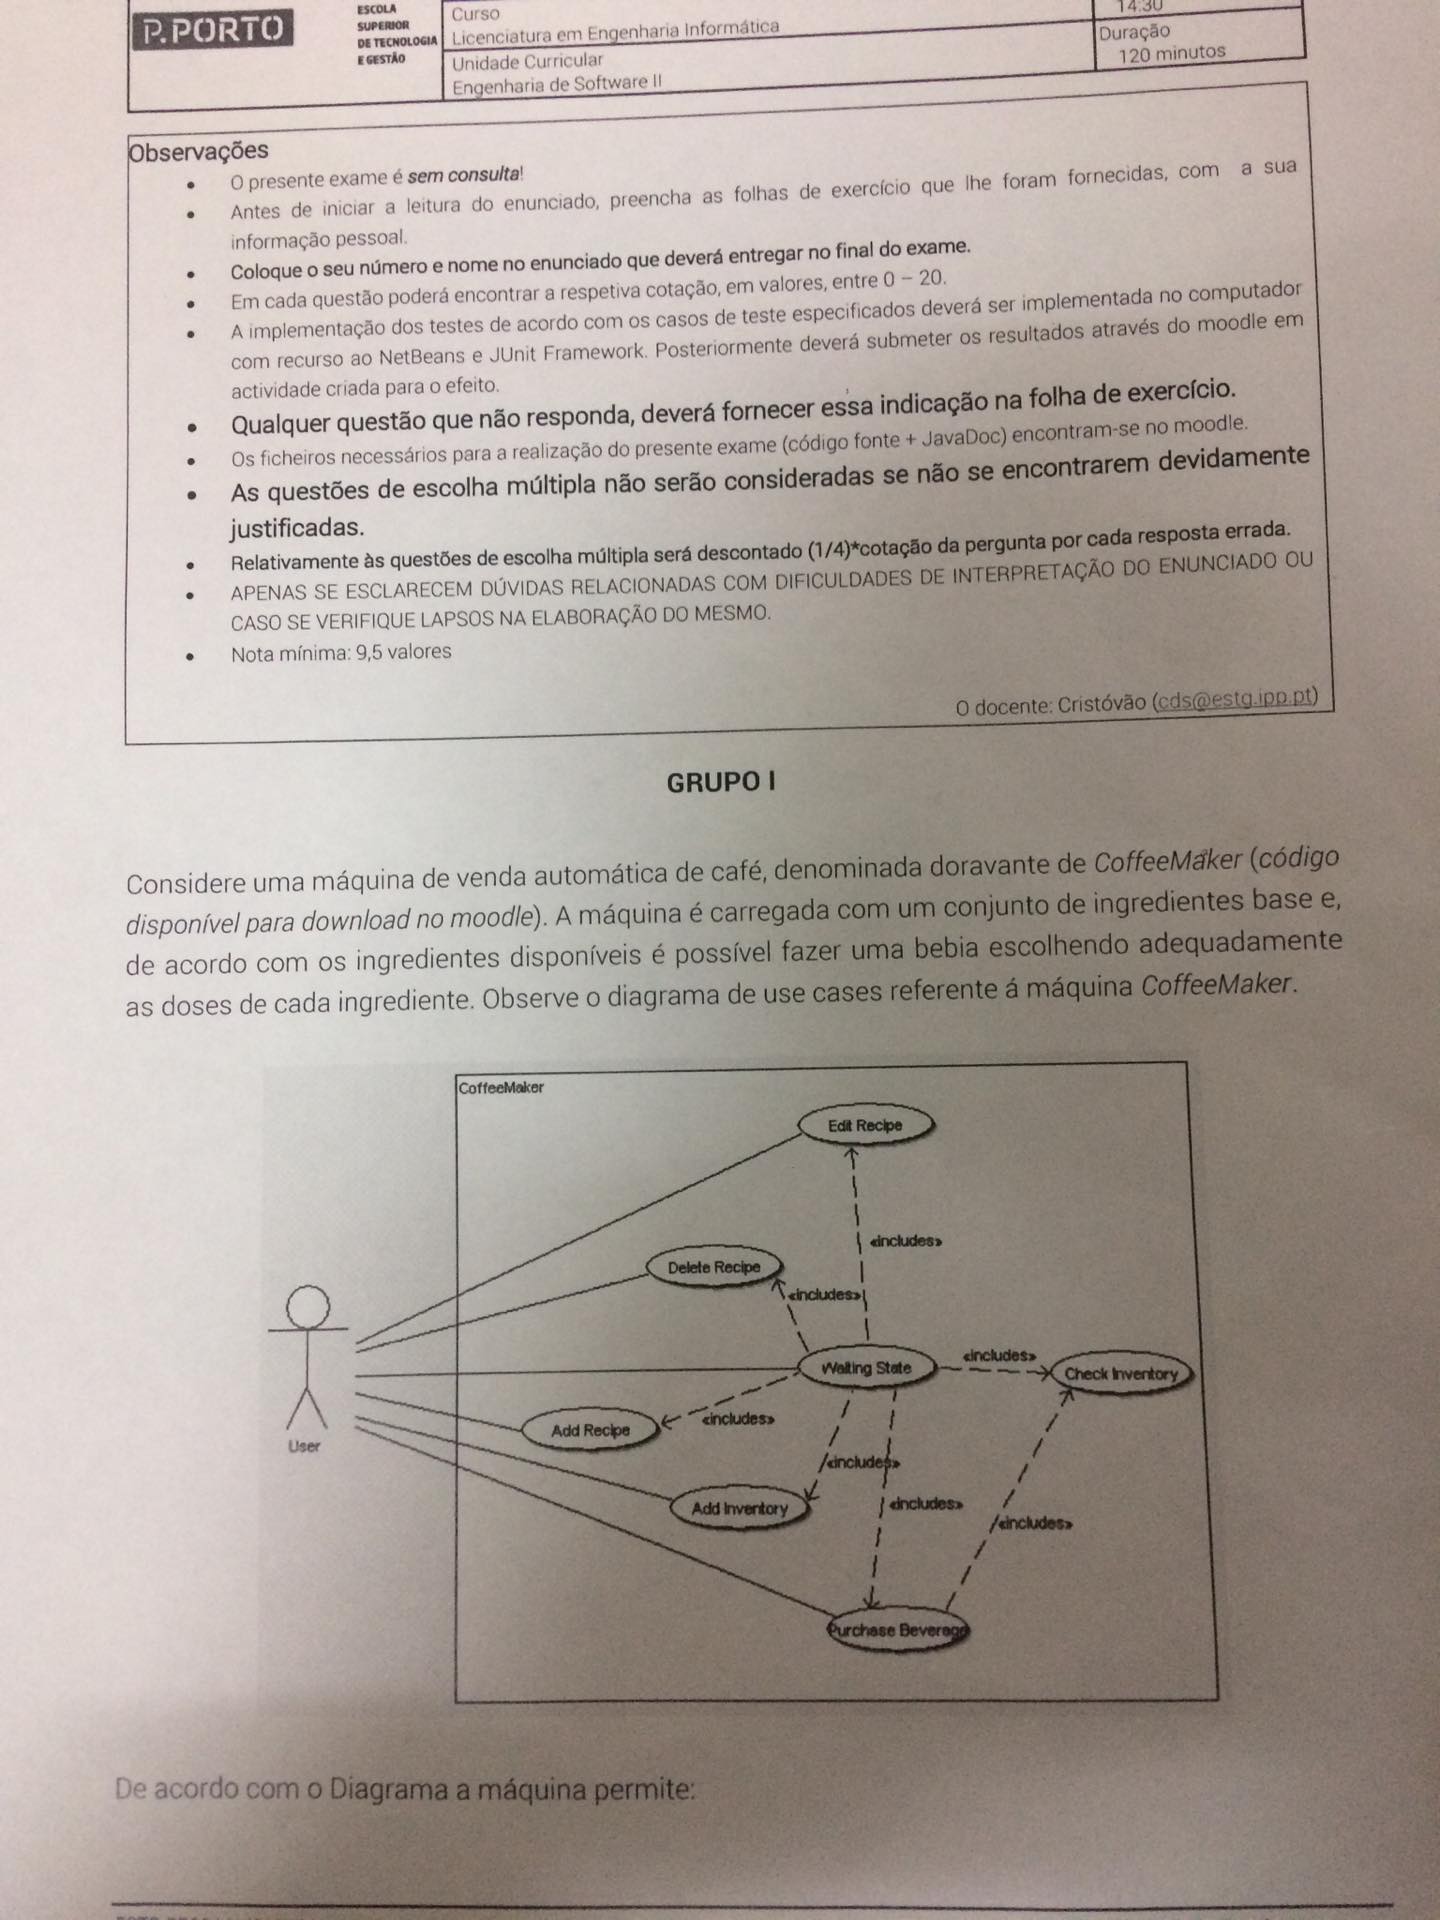 P.PORTO
ESCOLA
SUPERIOR
DE TECNOLOGIA
E GESTÃO
Curso
Licenciatura em Engenharia Informática
Unidade Curricular
Engenharia de Software II
14:30
Duração
120 minutos
Observações
• O presente exame é sem consulta!
• Antes de iniciar a leitura do enunciado, preencha as folhas de exercício que lhe foram fornecidas, com a sua
informação pessoal.
• Coloque o seu número e nome no enunciado que deverá entregar no final do exame.
• Em cada questão poderá encontrar a respetiva cotação, em valores, entre 0 – 20.
• A implementação dos testes de acordo com os casos de teste especificados deverá ser implementada no computador
com recurso ao NetBeans e JUnit Framework. Posteriormente deverá submeter os resultados através do moodle em
actividade criada para o efeito.
• Qualquer questão que não responda, deverá fornecer essa indicação na folha de exercício.
• Os ficheiros necessários para a realização do presente exame (código fonte + JavaDoc) encontram-se no moodle.
• As questões de escolha múltipla não serão consideradas se não se encontrarem devidamente
justificadas.
• Relativamente às questões de escolha múltipla será descontado (1/4)*cotação da pergunta por cada resposta errada.
• APENAS SE ESCLARECEM DÚVIDAS RELACIONADAS COM DIFICULDADES DE INTERPRETAÇÃO DO ENUNCIADO OU
CASO SE VERIFIQUE LAPSOS NA ELABORAÇÃO DO MESMO.
• Nota mínima: 9,5 valores
O docente: Cristóvão (cds@estg.ipp.pt)
GRUPO I
Considere uma máquina de venda automática de café, denominada doravante de CoffeeMaker (código
disponível para download no moodle). A máquina é carregada com um conjunto de ingredientes base e,
de acordo com os ingredientes disponíveis é possível fazer uma bebia escolhendo adequadamente
as doses de cada ingrediente. Observe o diagrama de use cases referente á máquina CoffeeMaker.
CoffeeMaker
Edit Recipe
«includes»
Delete Recipe
«includes»
Waiting State
«includes»
Check Inventory
Add Recipe
«includes»
User
«includes»
Add Inventory
«includes»
«includes»
Purchase Beverage
De acordo com o Diagrama a máquina permite: